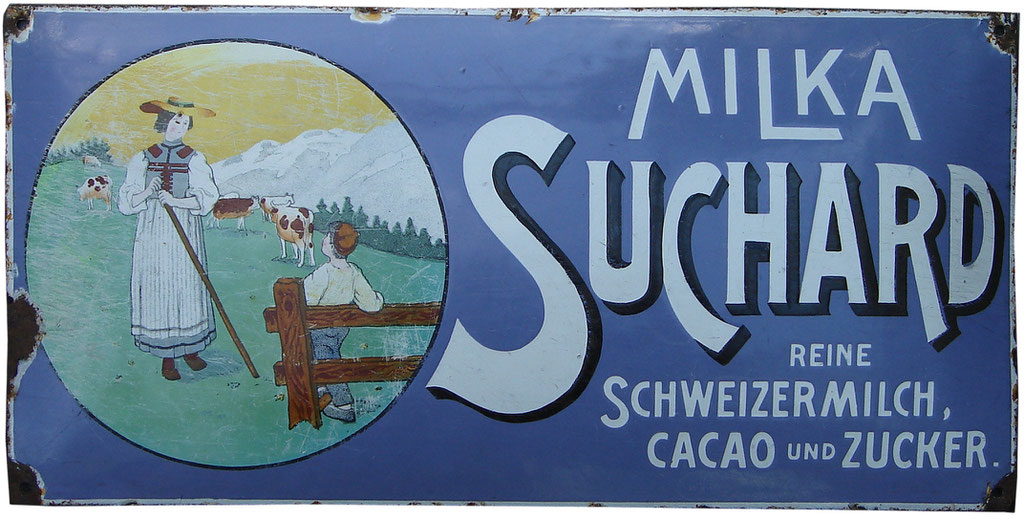 MILKA
SUCHARD
REINE
SCHWEIZERMILCH,
CACAO UND ZUCKER.